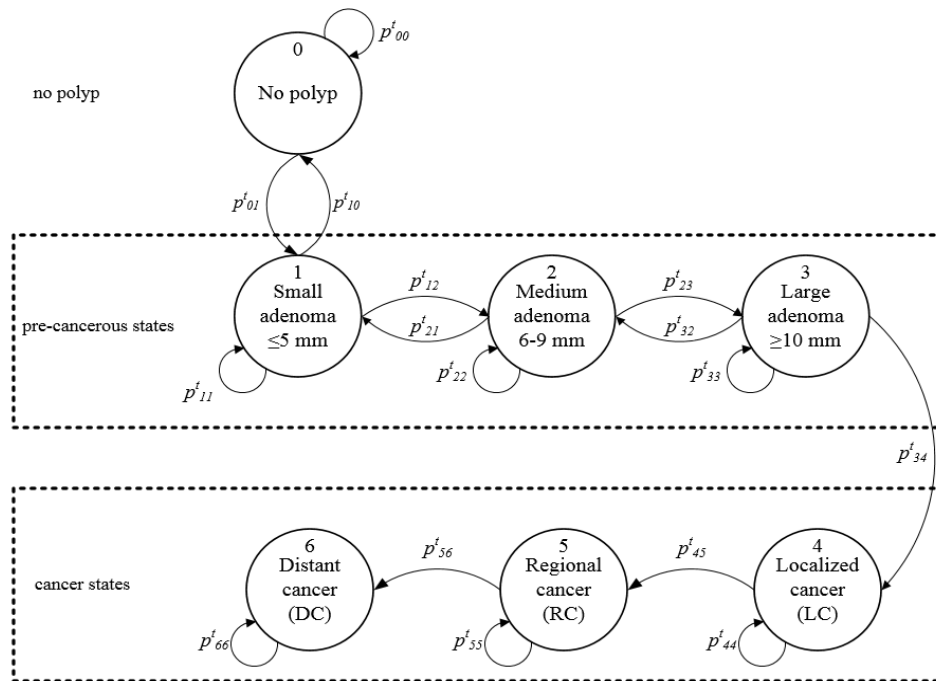 0
No polyp
p^t_00
no polyp
p^t_01
p^t_10
1
Small
adenoma
≤5 mm
p^t_12
p^t_21
2
Medium
adenoma
6-9 mm
p^t_23
p^t_32
3
Large
adenoma
≥10 mm
pre-cancerous states
p^t_11
p^t_22
p^t_33
p^t_34
6
Distant
cancer
(DC)
p^t_56
5
Regional
cancer
(RC)
p^t_45
4
Localized
cancer
(LC)
cancer states
p^t_66
p^t_55
p^t_44